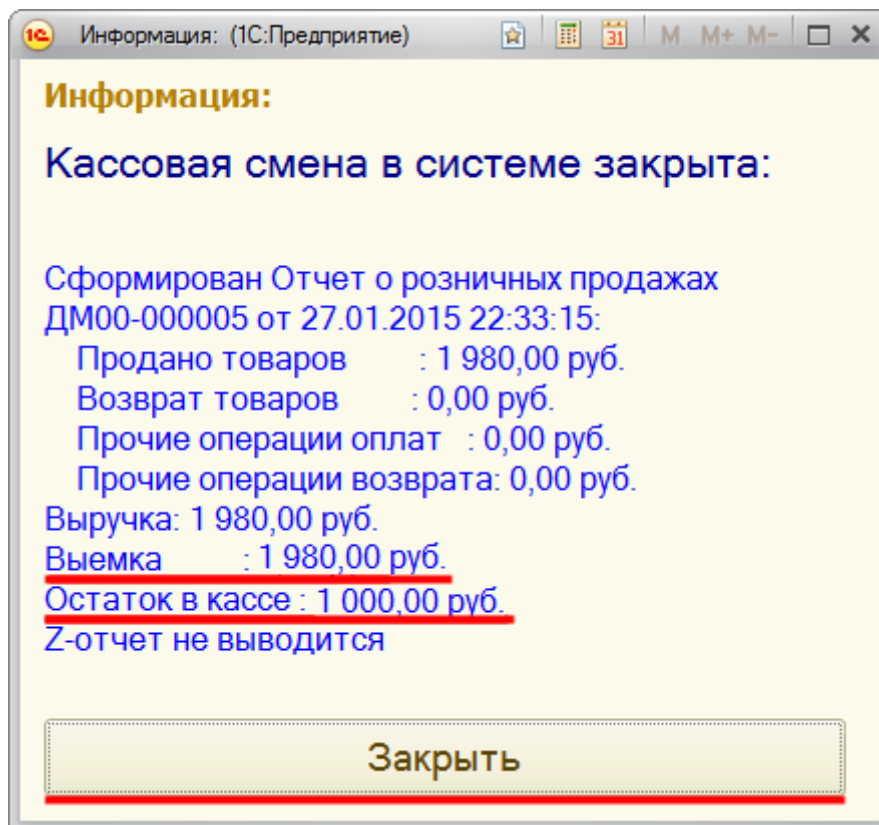 1С Информация: (1С:Предприятие) 31 M M+ M-
Информация:
Кассовая смена в системе закрыта:
Сформирован Отчет о розничных продажах
ДМ00-000005 от 27.01.2015 22:33:15:
Продано товаров : 1 980,00 руб.
Возврат товаров : 0,00 руб.
Прочие операции оплат : 0,00 руб.
Прочие операции возврата: 0,00 руб.
Выручка: 1 980,00 руб.
Выемка : 1 980,00 руб.
Остаток в кассе : 1 000,00 руб.
Z-отчет не выводится
Закрыть